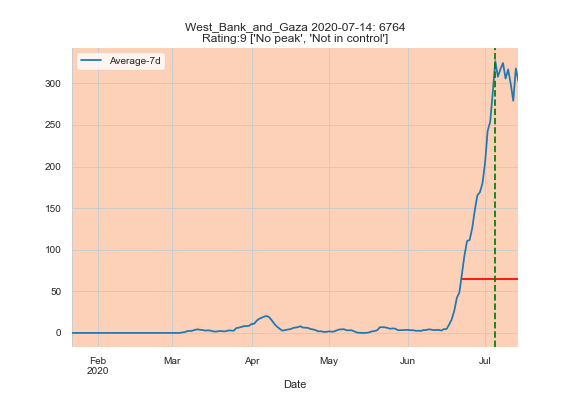 West_Bank_and_Gaza 2020-07-14: 6764
Rating:9 ['No peak', 'Not in control']
Average-7d
300
250
200
150
100
50
0
Feb Mar Apr May Jun Jul
2020
Date